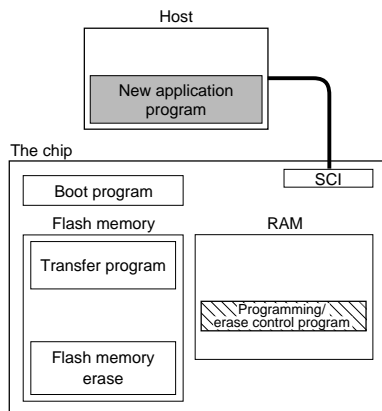 Host
New application
program
The chip
SCI
Boot program
Flash memory
RAM
Transfer program
Programming/
erase control program
Flash memory
erase